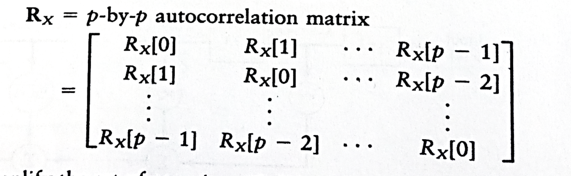 R_X = p-by-p autocorrelation matrix
= [ R_X[0] R_X[1] ⋯ R_X[p − 1]
R_X[1] R_X[0] ⋯ R_X[p − 2]
⋮ ⋮ ⋮
R_X[p − 1] R_X[p − 2] ⋯ R_X[0] ]